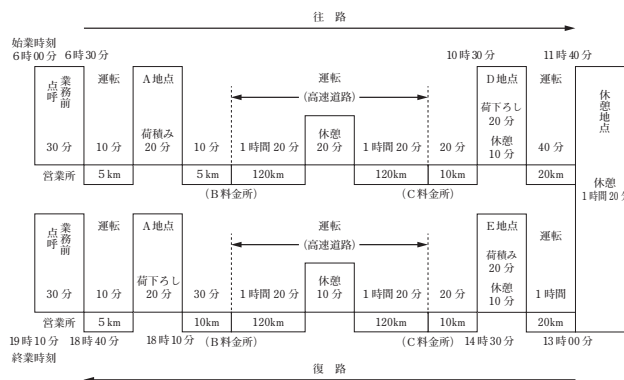 往 路
始業時刻
6時00分 6時30分 10時30分 11時40分
業務前点呼 運転 A地点 運転 D地点 運転 休憩地点
(高速道路)
荷下ろし
20分
荷積み 休憩 休憩
30分 10分 20分 10分 1時間20分 20分 1時間20分 20分 10分 40分
休憩
1時間20分
営業所 5km 5km 120km 120km 10km 20km
(B料金所) (C料金所)
業務前点呼 運転 A地点 運転 E地点 運転
(高速道路)
荷積み
20分
荷下ろし 休憩 休憩
30分 10分 20分 30分 1時間20分 10分 1時間20分 20分 10分 1時間
営業所 5km 10km 120km 120km 10km 20km
19時10分 18時40分 18時10分 (B料金所) (C料金所) 14時30分 13時00分
終業時刻
復 路